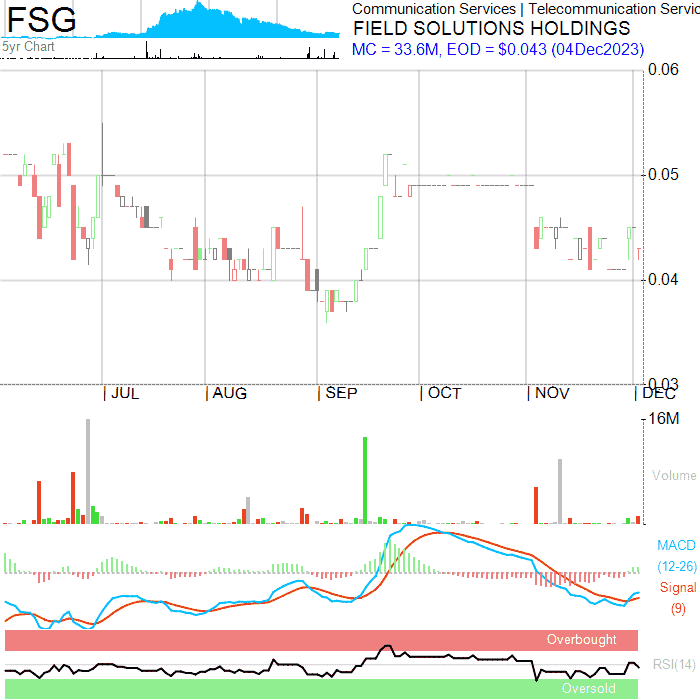 FSG
Communication Services | Telecommunication Servic
FIELD SOLUTIONS HOLDINGS
5yr Chart
MC = 33.6M, EOD = $0.043 (04Dec2023)
0.06
0.05
0.04
0.03
| JUL | AUG | SEP | OCT | NOV | DEC
16M
Volume
MACD
(12-26)
Signal
(9)
Overbought
RSI(14)
Oversold